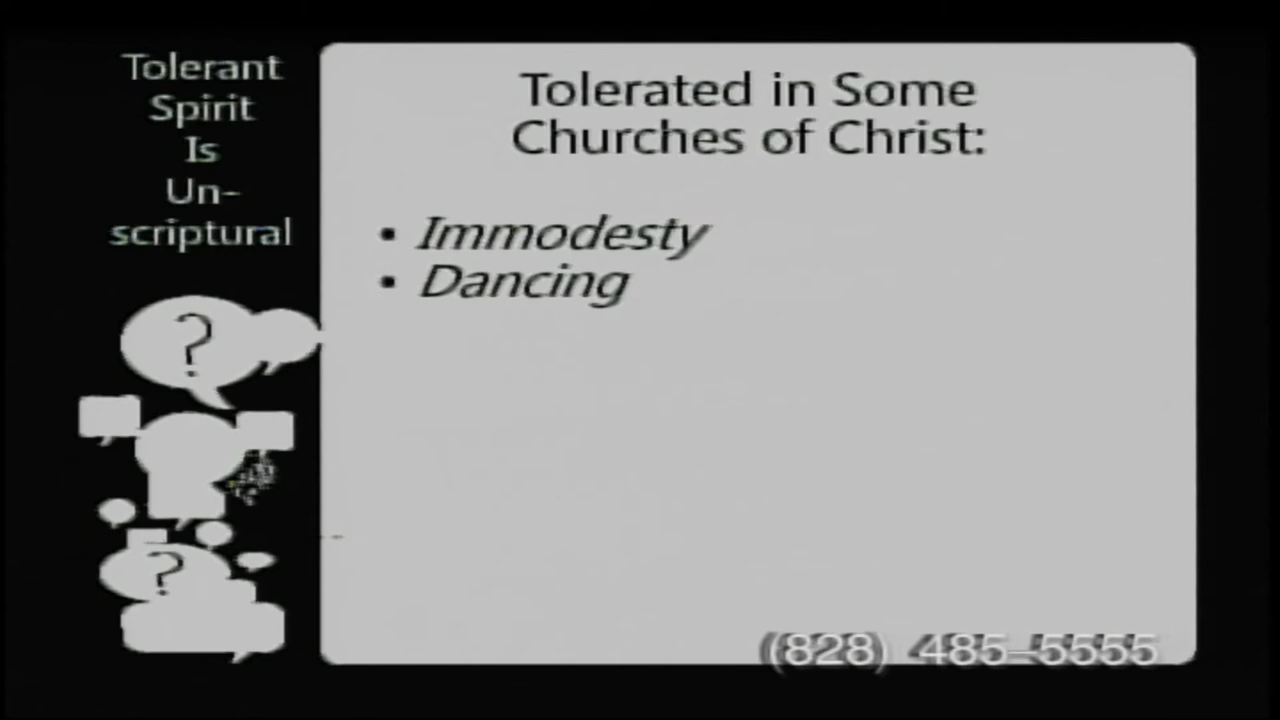 Tolerant
Spirit
Is
Un-
scriptural
?
?
Tolerated in Some
Churches of Christ:
• Immodesty
• Dancing
(828) 485-5555